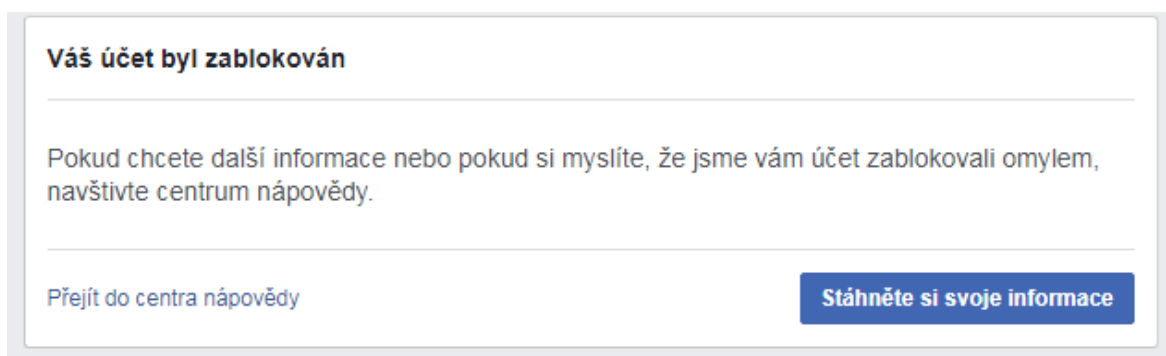 Váš účet byl zablokován
Pokud chcete další informace nebo pokud si myslíte, že jsme vám účet zablokovali omylem,
navštivte centrum nápovědy.
Přejít do centra nápovědy
Stáhněte si svoje informace